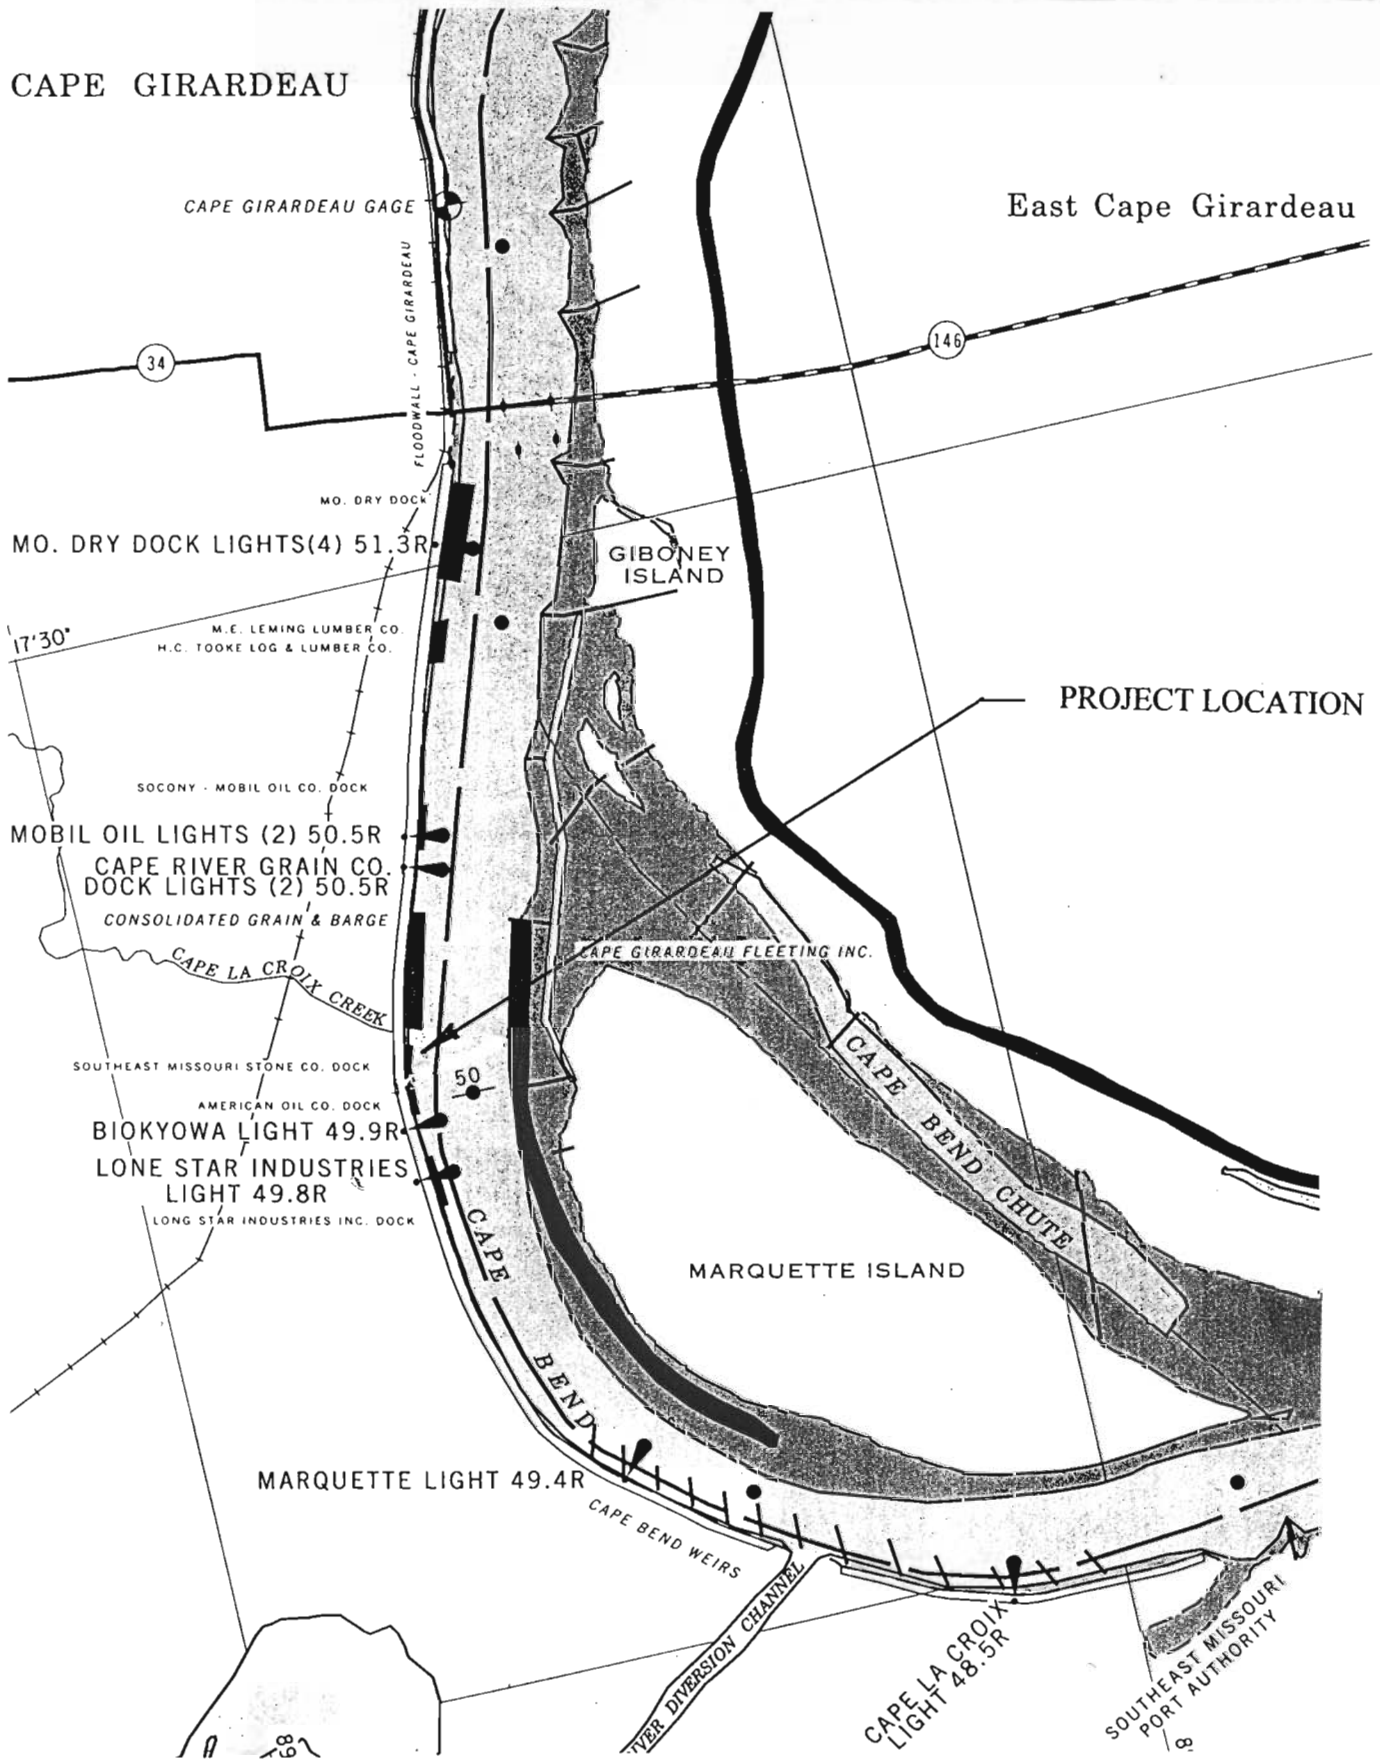 CAPE GIRARDEAU
CAPE GIRARDEAU GAGE
East Cape Girardeau
FLOODWALL - CAPE GIRARDEAU
34
146
MO. DRY DOCK
MO. DRY DOCK LIGHTS(4) 51.3R
GIBONEY
ISLAND
17'30"
M.E. LEMING LUMBER CO.
H.C. TOOKE LOG & LUMBER CO.
PROJECT LOCATION
SOCONY - MOBIL OIL CO. DOCK
MOBIL OIL LIGHTS (2) 50.5R
CAPE RIVER GRAIN CO.
DOCK LIGHTS (2) 50.5R
CONSOLIDATED GRAIN & BARGE
CAPE GIRARDEAU FLEETING INC.
CAPE LA CROIX CREEK
SOUTHEAST MISSOURI STONE CO. DOCK
50
CAPE BEND CHUTE
AMERICAN OIL CO. DOCK
BIOKYOWA LIGHT 49.9R
LONE STAR INDUSTRIES
LIGHT 49.8R
LONG STAR INDUSTRIES INC. DOCK
CAPE BEND
MARQUETTE ISLAND
MARQUETTE LIGHT 49.4R
CAPE BEND WEIRS
IVER DIVERSION CHANNEL
CAPE LA CROIX
LIGHT 48.5R
SOUTHEAST MISSOURI
PORT AUTHORITY